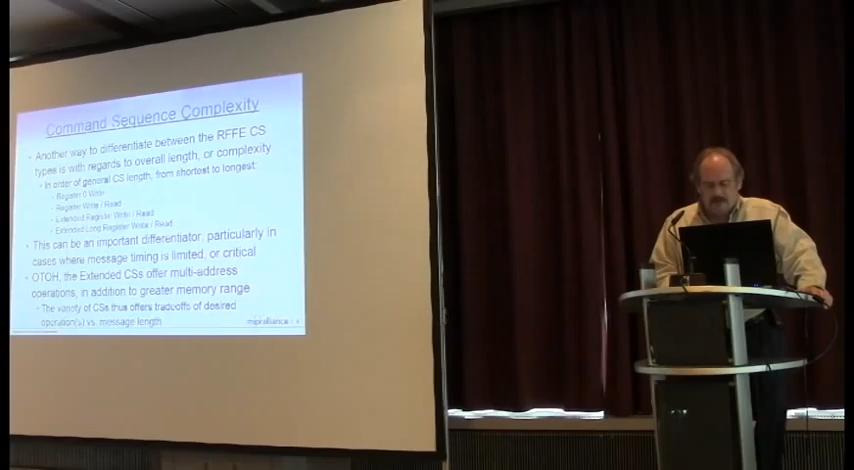 Command Sequence Complexity
• Another way to differentiate between the RFFE CS
types is with regards to overall length, or complexity
• In order of general CS length, from shortest to longest:
• Register 0 Write
• Register Write / Read
• Extended Register Write / Read
• Extended Long Register Write / Read
• This can be an important differentiator, particularly in
cases where message timing is limited, or critical
• OTOH, the Extended CSs offer multi-address
operations, in addition to greater memory range
• The variety of CSs thus offers tradeoffs of desired
operation(s) vs. message length
mipi alliance